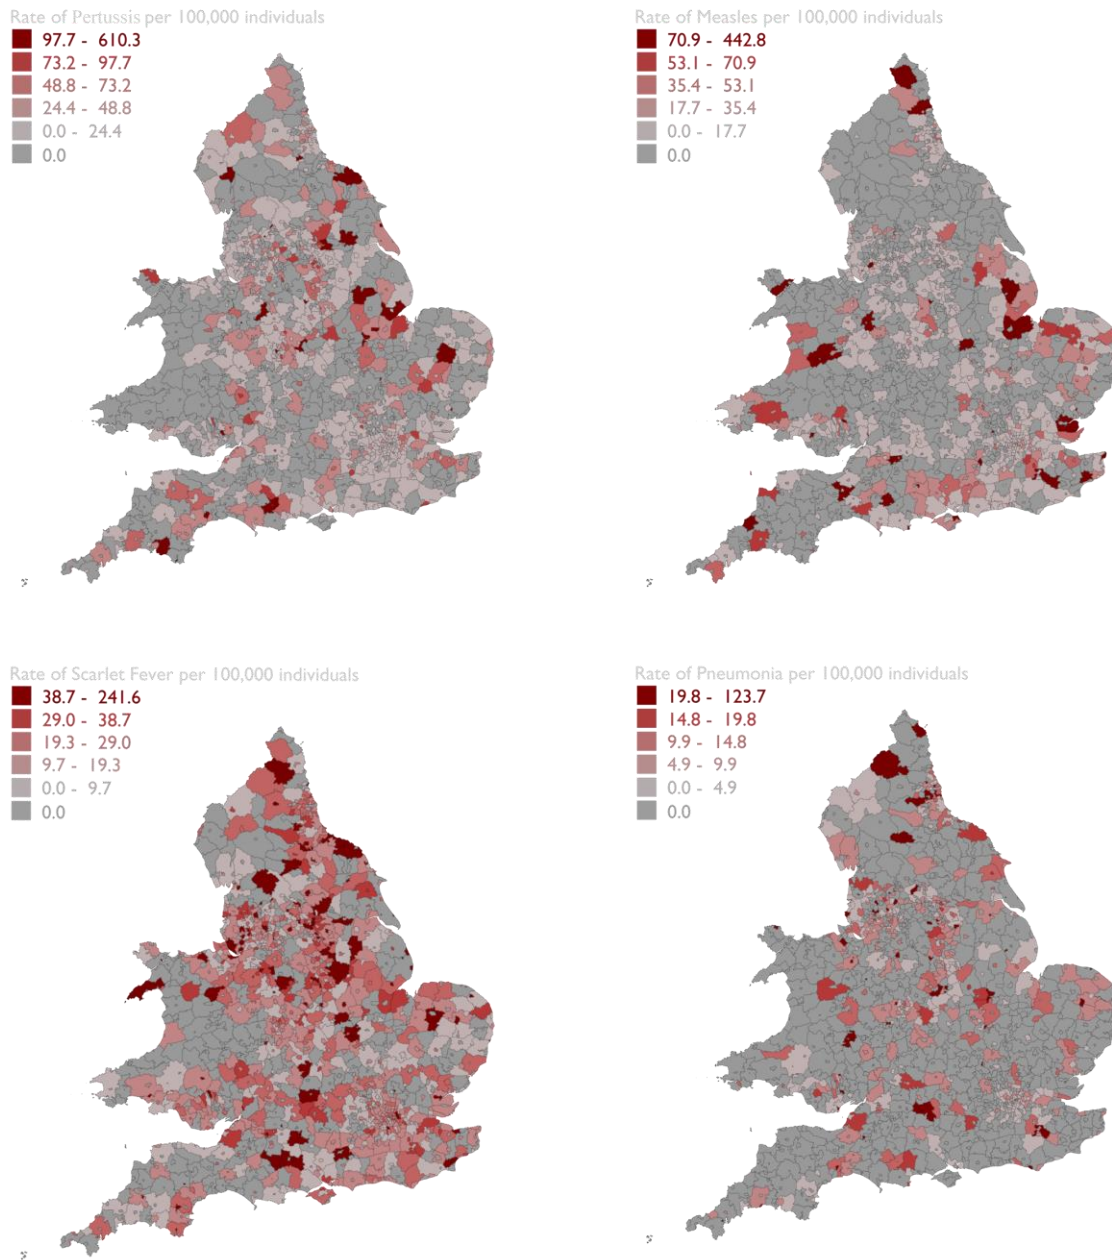 Rate of Pertussis per 100,000 individuals
97.7 - 610.3
73.2 - 97.7
48.8 - 73.2
24.4 - 48.8
0.0 - 24.4
0.0
Rate of Measles per 100,000 individuals
70.9 - 442.8
53.1 - 70.9
35.4 - 53.1
17.7 - 35.4
0.0 - 17.7
0.0
Rate of Scarlet Fever per 100,000 individuals
38.7 - 241.6
29.0 - 38.7
19.3 - 29.0
9.7 - 19.3
0.0 - 9.7
0.0
Rate of Pneumonia per 100,000 individuals
19.8 - 123.7
14.8 - 19.8
9.9 - 14.8
4.9 - 9.9
0.0 - 4.9
0.0